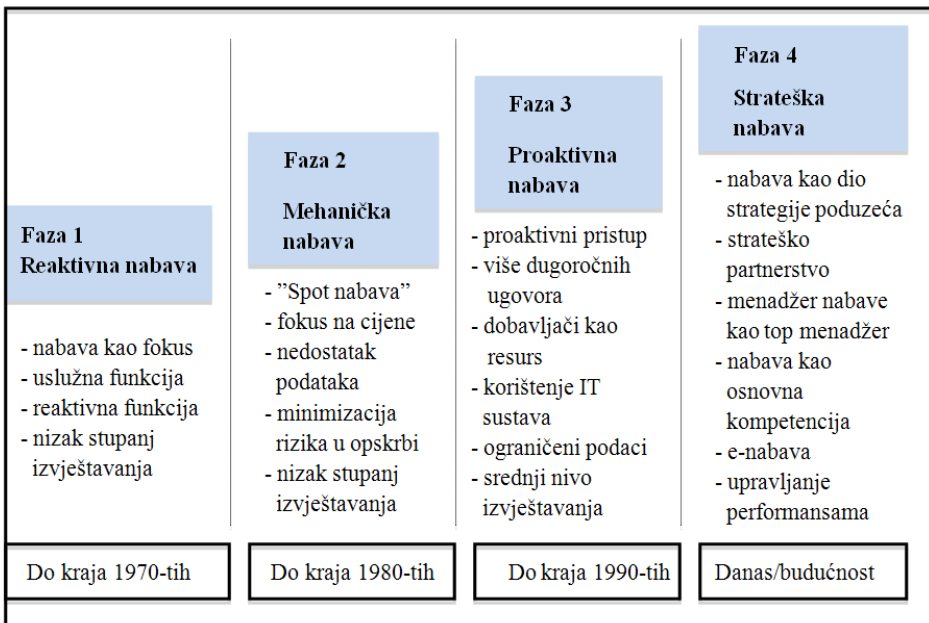 Faza 1
Reaktivna nabava
- nabava kao fokus
- uslužna funkcija
- reaktivna funkcija
- nizak stupanj
izvještavanja
Do kraja 1970-tih
Faza 2
Mehanička
nabava
- ”Spot nabava”
- fokus na cijene
- nedostatak
podataka
- minimizacija
rizika u opskrbi
- nizak stupanj
izvještavanja
Do kraja 1980-tih
Faza 3
Proaktivna
nabava
- proaktivni pristup
- više dugoročnih
ugovora
- dobavljači kao
resurs
- korištenje IT
sustava
- ograničeni podaci
- srednji nivo
izvještavanja
Do kraja 1990-tih
Faza 4
Strateška
nabava
- nabava kao dio
strategije poduzeća
- strateško
partnerstvo
- menadžer nabave
kao top menadžer
- nabava kao
osnovna
kompetencija
- e-nabava
- upravljanje
performansama
Danas/budućnost